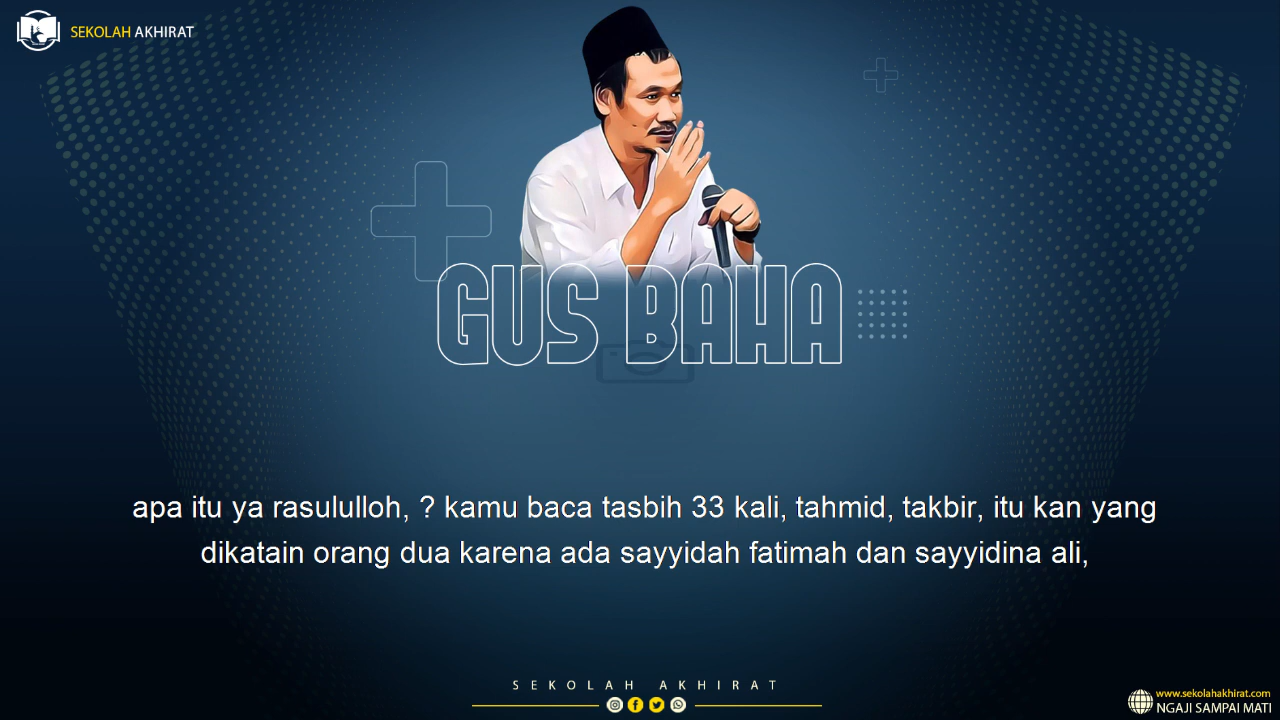 SEKOLAH AKHIRAT
GUS BAHA
apa itu ya rasululloh, ? kamu baca tasbih 33 kali, tahmid, takbir, itu kan yang
dikatain orang dua karena ada sayyidah fatimah dan sayyidina ali,
SEKOLAH AKHIRAT
www.sekolahakhirat.com
NGAJI SAMPAI MATI